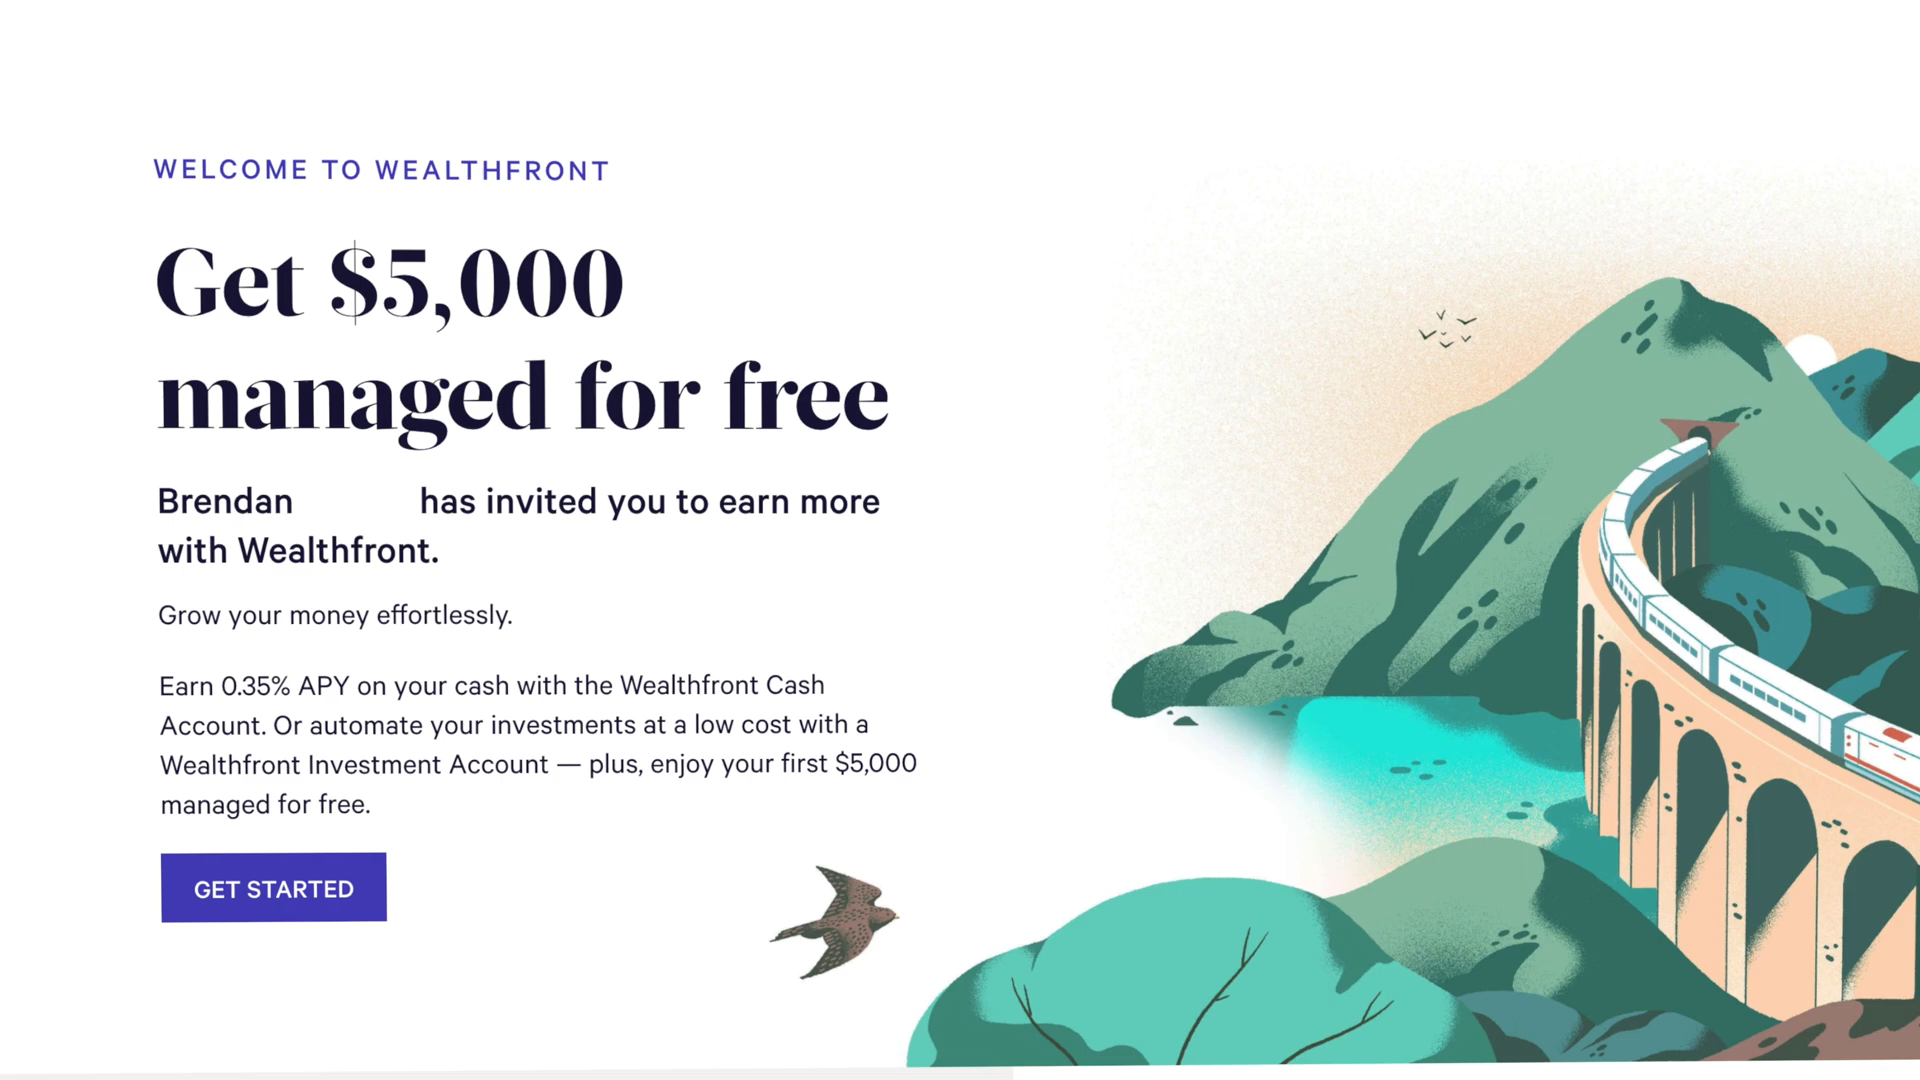 WELCOME TO WEALTHFRONT
Get $5,000
managed for free
Brendan has invited you to earn more
with Wealthfront.
Grow your money effortlessly.
Earn 0.35% APY on your cash with the Wealthfront Cash
Account. Or automate your investments at a low cost with a
Wealthfront Investment Account — plus, enjoy your first $5,000
managed for free.
GET STARTED